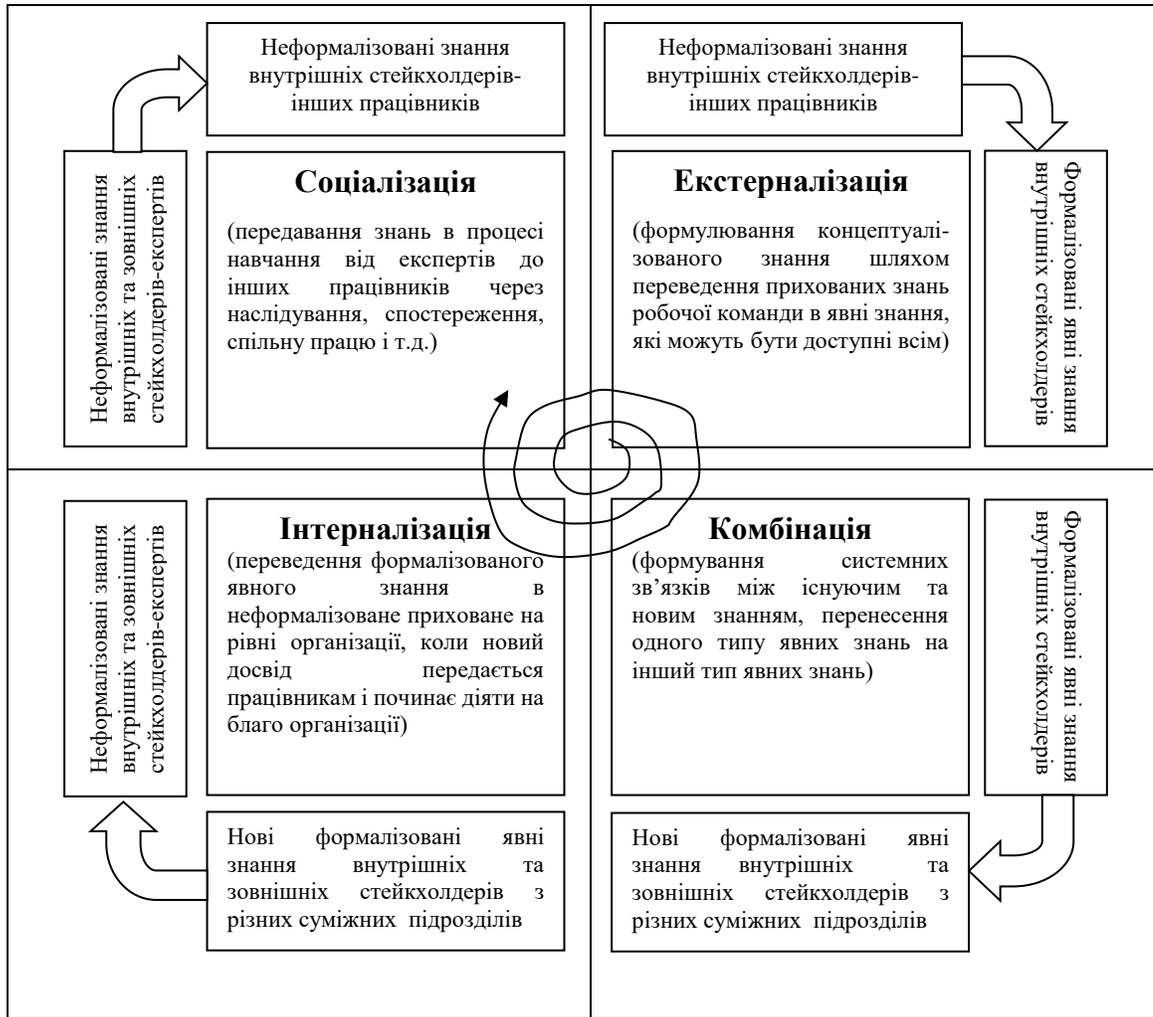 Неформалізовані знання
внутрішніх стейкхолдерів-
інших працівників
Неформалізовані знання
внутрішніх та зовнішніх
стейкхолдерів-експертів
Соціалізація
(передавання знань в процесі
навчання від експертів до
інших працівників через
наслідування, спостереження,
спільну працю і т.д.)
Неформалізовані знання
внутрішніх стейкхолдерів-
інших працівників
Екстерналізація
(формулювання концептуалі-
зованого знання шляхом
переведення прихованих знань
робочої команди в явні знання,
які можуть бути доступні всім)
Формалізовані явні знання
внутрішніх стейкхолдерів
Неформалізовані знання
внутрішніх та зовнішніх
стейкхолдерів-експертів
Інтерналізація
(переведення формалізованого
явного знання в
неформалізоване приховане на
рівні організації, коли новий
досвід передається
працівникам і починає діяти на
благо організації)
Нові формалізовані явні
знання внутрішніх та
зовнішніх стейкхолдерів з
різних суміжних підрозділів
Комбінація
(формування системних
зв’язків між існуючим та
новим знанням, перенесення
одного типу явних знань на
інший тип явних знань)
Формалізовані явні знання
внутрішніх стейкхолдерів
Нові формалізовані явні
знання внутрішніх та
зовнішніх стейкхолдерів з
різних суміжних підрозділів